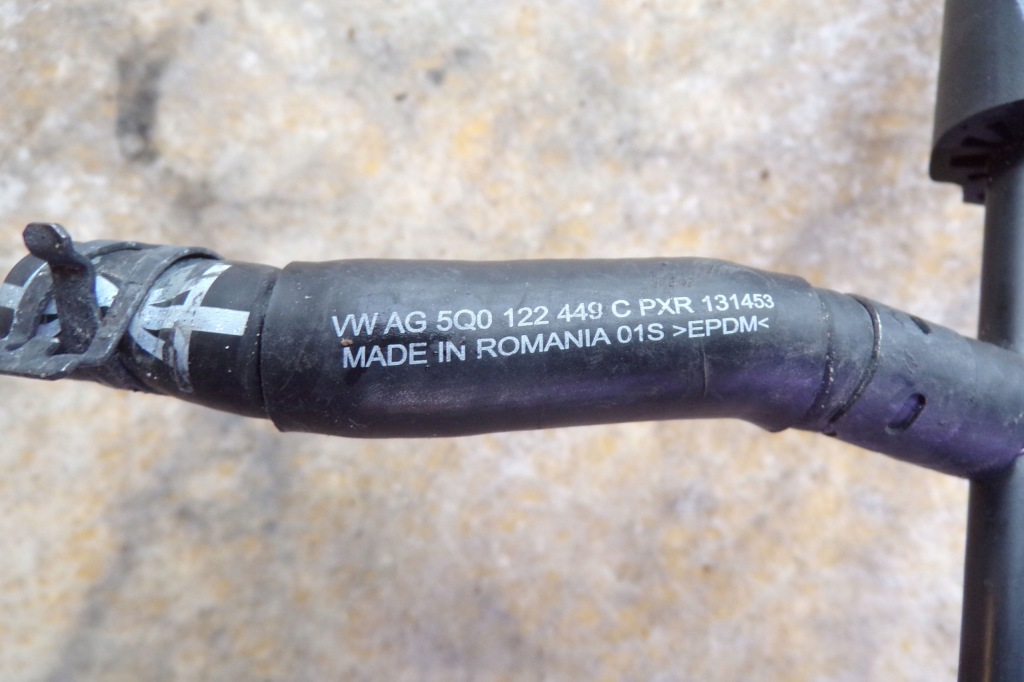 VW AG 5Q0 122 449 C PXR 131453
MADE IN ROMANIA 01S >EPDM<